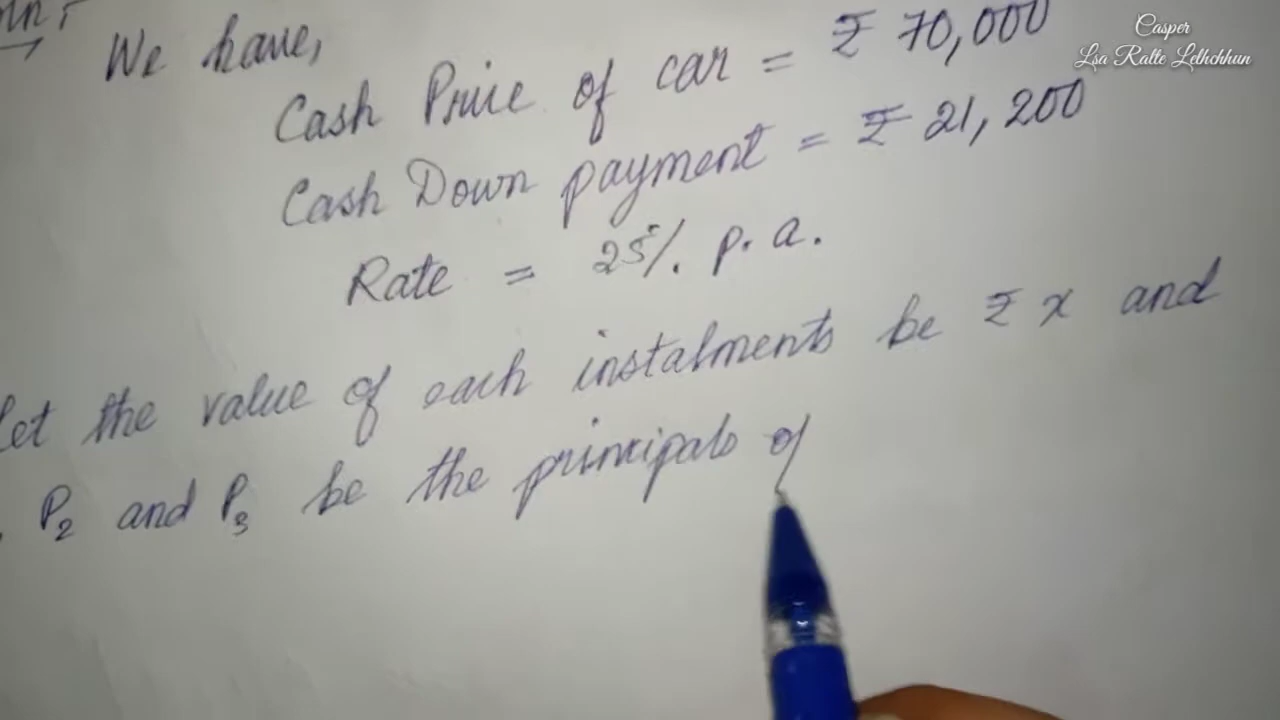 Casper
Lsa Ralte Lelhchhun
We have,
Cash Price of car = ₹ 70,000
Cash Down payment = ₹ 21,200
Rate = 25%. p.a.
Let the value of each instalments be ₹ x and
P2 and P3 be the principals of